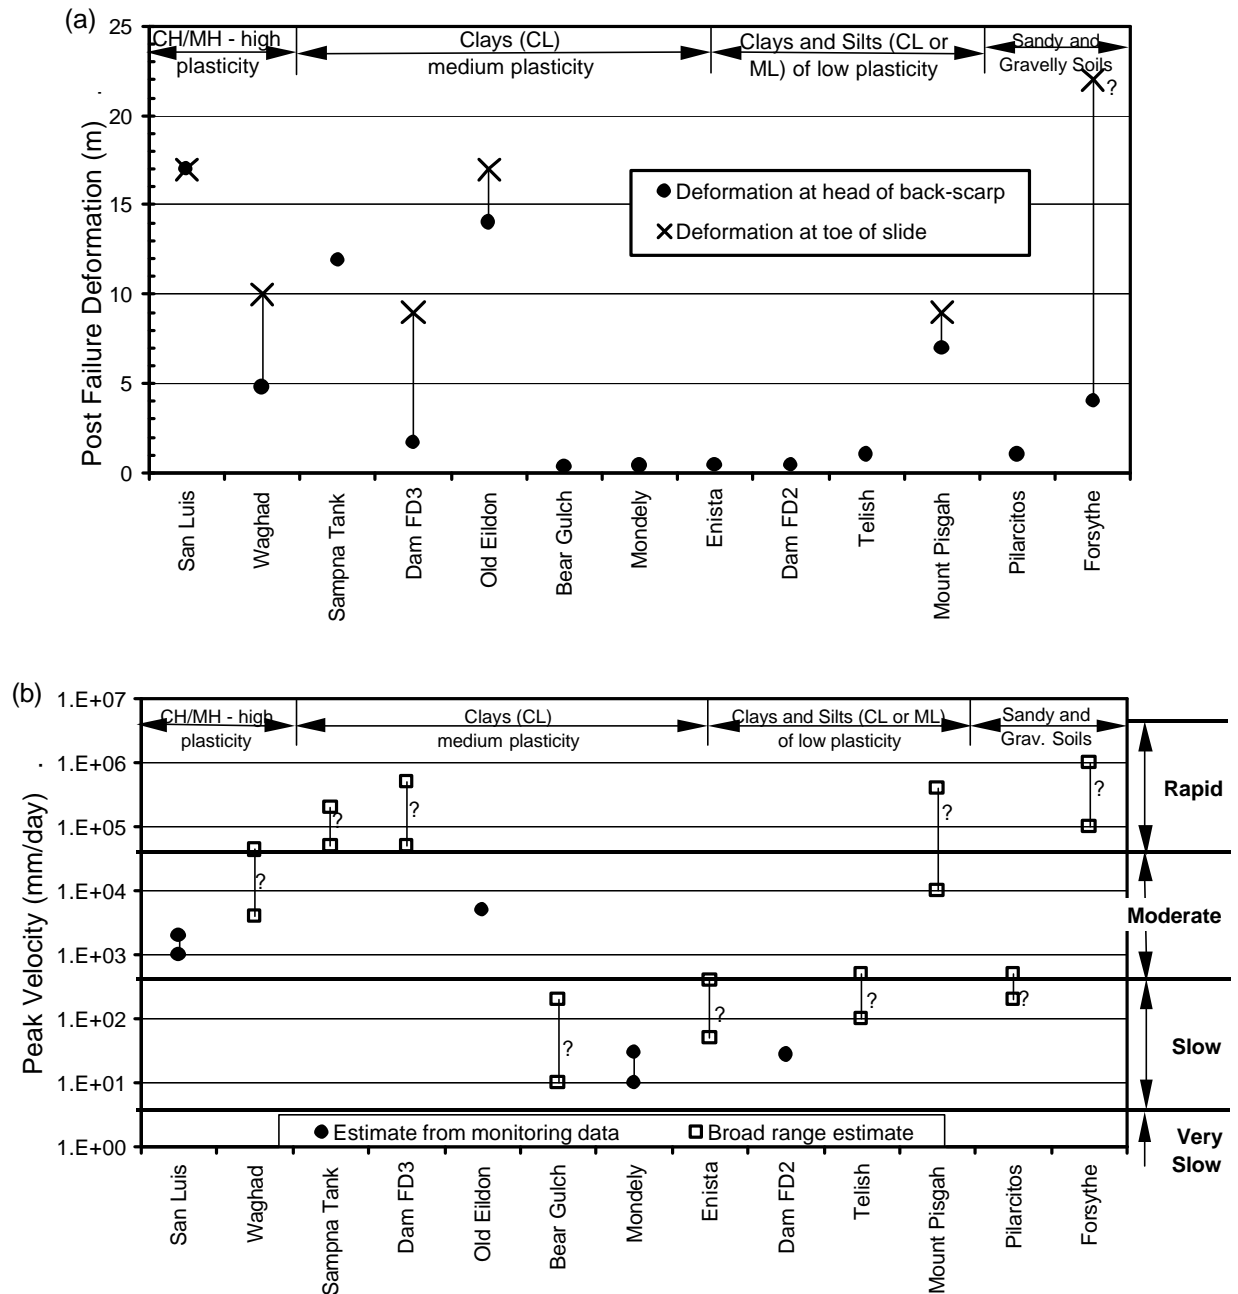 (a)
25
20
15
10
5
0
Post Failure Deformation (m)
CH/MH - high
plasticity
Clays (CL)
medium plasticity
Clays and Silts (CL or
ML) of low plasticity
Sandy and
Gravelly Soils
?
Deformation at head of back-scarp
Deformation at toe of slide
San Luis
Waghad
Sampna Tank
Dam FD3
Old Eildon
Bear Gulch
Mondely
Enista
Dam FD2
Telish
Mount Pisgah
Pilarcitos
Forsythe
(b)
1.E+07
1.E+06
1.E+05
1.E+04
1.E+03
1.E+02
1.E+01
1.E+00
Peak Velocity (mm/day)
CH/MH - high
plasticity
Clays (CL)
medium plasticity
Clays and Silts (CL or ML)
of low plasticity
Sandy and
Grav. Soils
?
?
?
?
?
?
?
?
?
Rapid
Moderate
Slow
Very
Slow
Estimate from monitoring data
Broad range estimate
San Luis
Waghad
Sampna Tank
Dam FD3
Old Eildon
Bear Gulch
Mondely
Enista
Dam FD2
Telish
Mount Pisgah
Pilarcitos
Forsythe